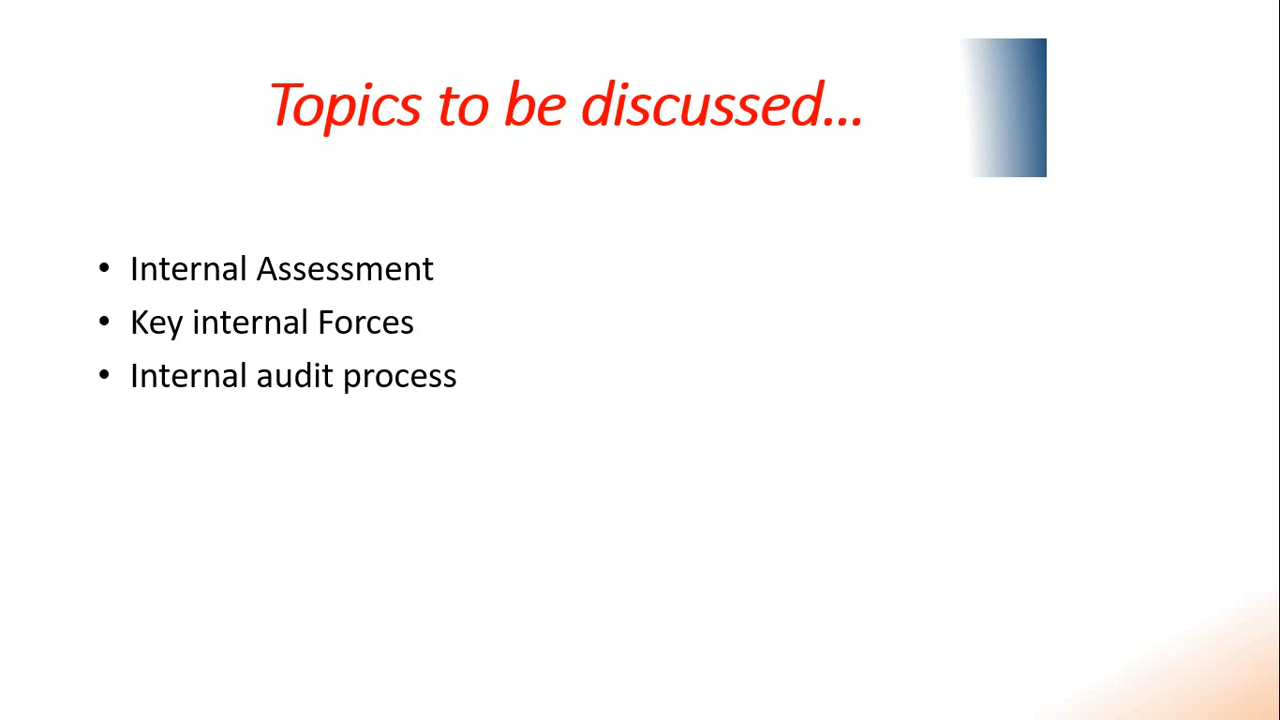 Topics to be discussed...
• Internal Assessment
• Key internal Forces
• Internal audit process